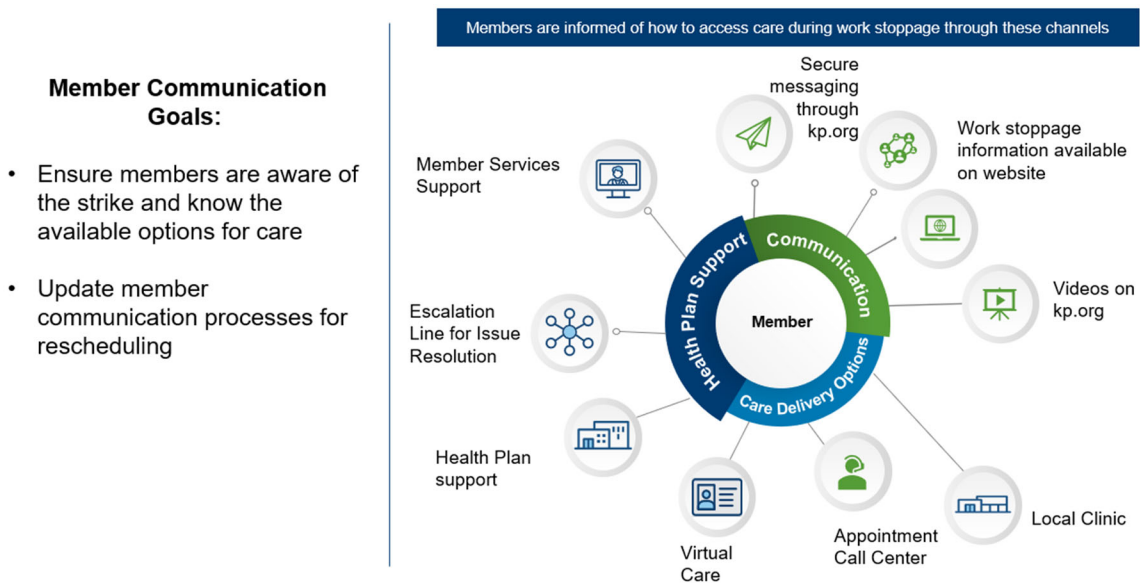 Members are informed of how to access care during work stoppage through these channels
Member Communication
Goals:
• Ensure members are aware of
the strike and know the
available options for care
• Update member
communication processes for
rescheduling
Secure
messaging
through
kp.org
Work stoppage
information available
on website
Member Services
Support
Videos on
kp.org
Escalation
Line for Issue
Resolution
Health Plan Support
Communication
Care Delivery Options
Member
Health Plan
support
Virtual
Care
Appointment
Call Center
Local Clinic